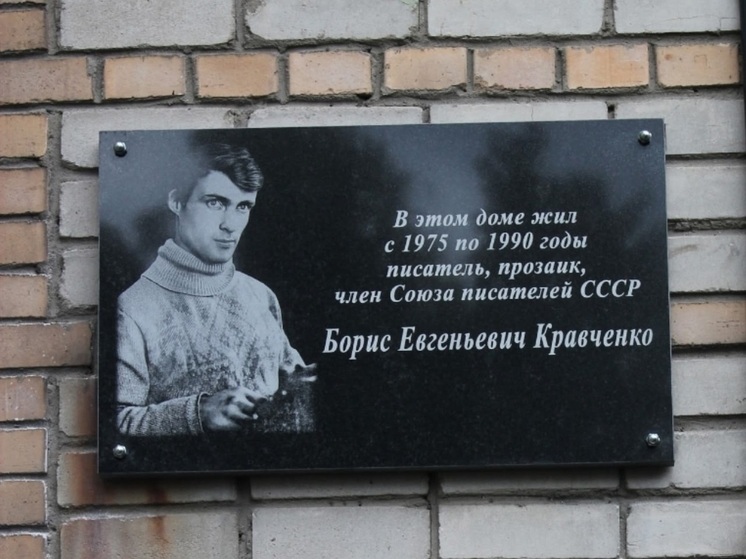 В этом доме жил
с 1975 по 1990 годы
писатель, прозаик,
член Союза писателей СССР
Борис Евгеньевич Кравченко